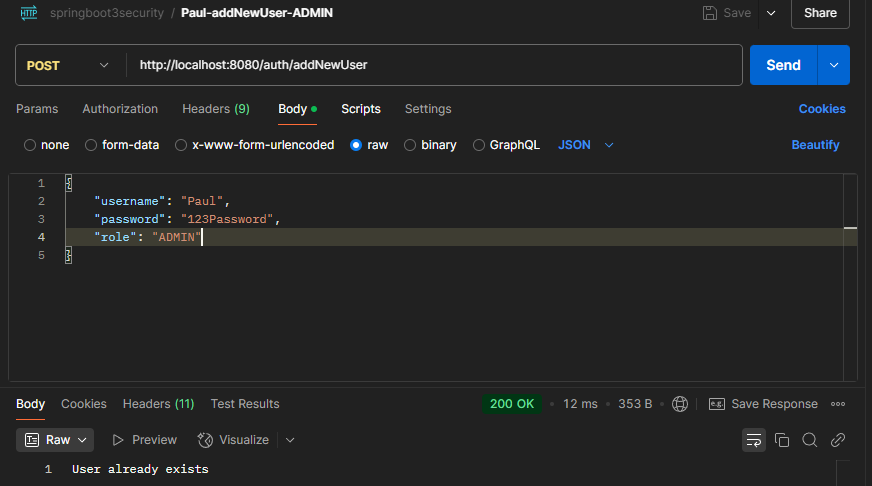 HTTP springboot3security / Paul-addNewUser-ADMIN Save Share
POST http://localhost:8080/auth/addNewUser Send
Params Authorization Headers (9) Body Scripts Settings Cookies
none form-data x-www-form-urlencoded raw binary GraphQL JSON Beautify
1 {
2 "username": "Paul",
3 "password": "123Password",
4 "role": "ADMIN"
5 }
Body Cookies Headers (11) Test Results 200 OK • 12 ms • 353 B • e.g. Save Response
Raw Preview Visualize
1 User already exists